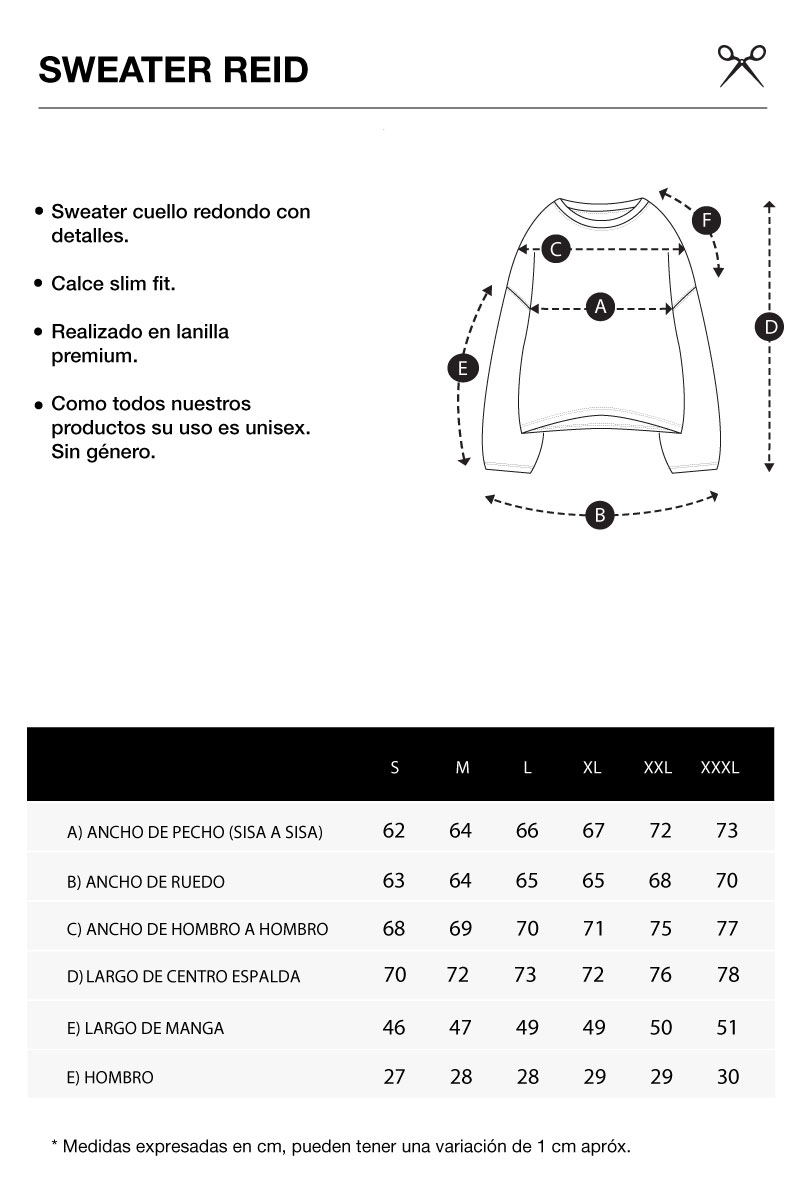 SWEATER REID
• Sweater cuello redondo con
detalles.
• Calce slim fit.
• Realizado en lanilla
premium.
• Como todos nuestros
productos su uso es unisex.
Sin género.
F
C
A
D
E
B
S M L XL XXL XXXL
A) ANCHO DE PECHO (SISA A SISA) 62 64 66 67 72 73
B) ANCHO DE RUEDO 63 64 65 65 68 70
C) ANCHO DE HOMBRO A HOMBRO 68 69 70 71 75 77
D) LARGO DE CENTRO ESPALDA 70 72 73 72 76 78
E) LARGO DE MANGA 46 47 49 49 50 51
E) HOMBRO 27 28 28 29 29 30
* Medidas expresadas en cm, pueden tener una variación de 1 cm apróx.